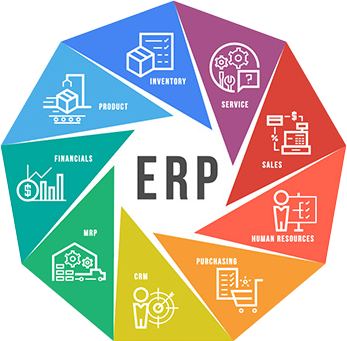 INVENTORY
SERVICE
PRODUCT
SALES
FINANCIALS
ERP
HUMAN RESOURCES
MRP
PURCHASING
CRM